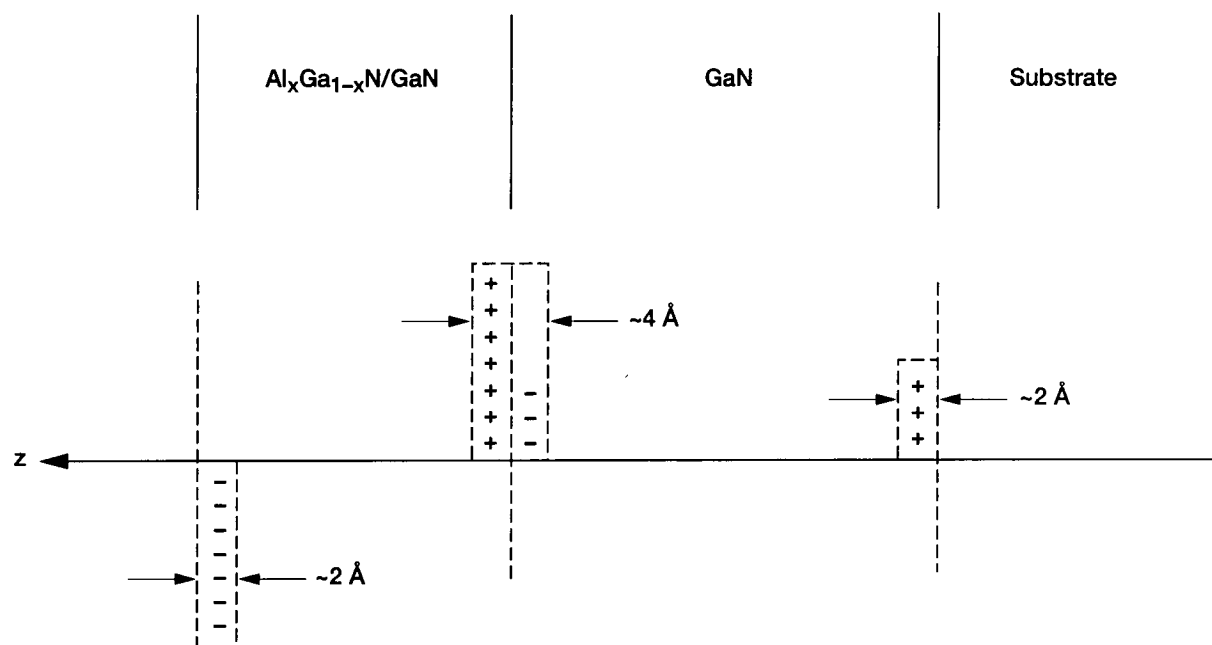 AlₓGa₁₋ₓN/GaN
GaN
Substrate
+
+
+
+
+
+
+
-
-
-
~4 Å
+
+
+
~2 Å
z
-
-
-
-
-
-
-
~2 Å